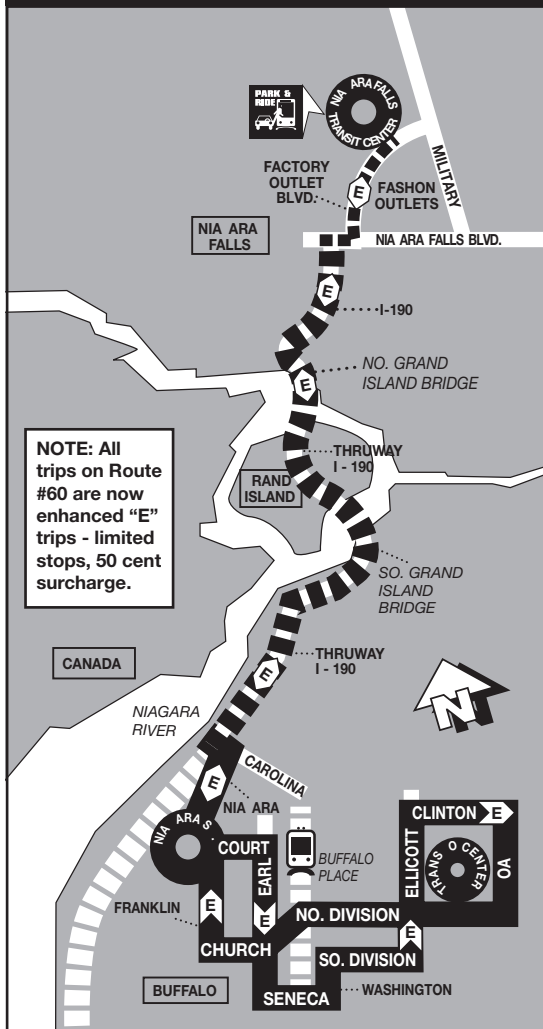 PARK &
RIDE
NIA ARA FALLS
TRANSIT CENTER
MILITARY
FACTORY
OUTLET
BLVD.
FASHON
OUTLETS
NIA ARA
FALLS
NIA ARA FALLS BLVD.
E
E
I-190
NO. GRAND
ISLAND BRIDGE
E
NOTE: All
trips on Route
#60 are now
enhanced “E”
trips - limited
stops, 50 cent
surcharge.
THRUWAY
I - 190
RAND
ISLAND
SO. GRAND
ISLAND
BRIDGE
THRUWAY
I - 190
E
CANADA
N
NIAGARA
RIVER
CAROLINA
E
NIA ARA
NIA ARA S
COURT
EARL
BUFFALO
PLACE
CLINTON
E
ELLICOTT
TRANS O CENTER
OA
FRANKLIN
E
E
NO. DIVISION
E
CHURCH
SO. DIVISION
BUFFALO
SENECA
WASHINGTON